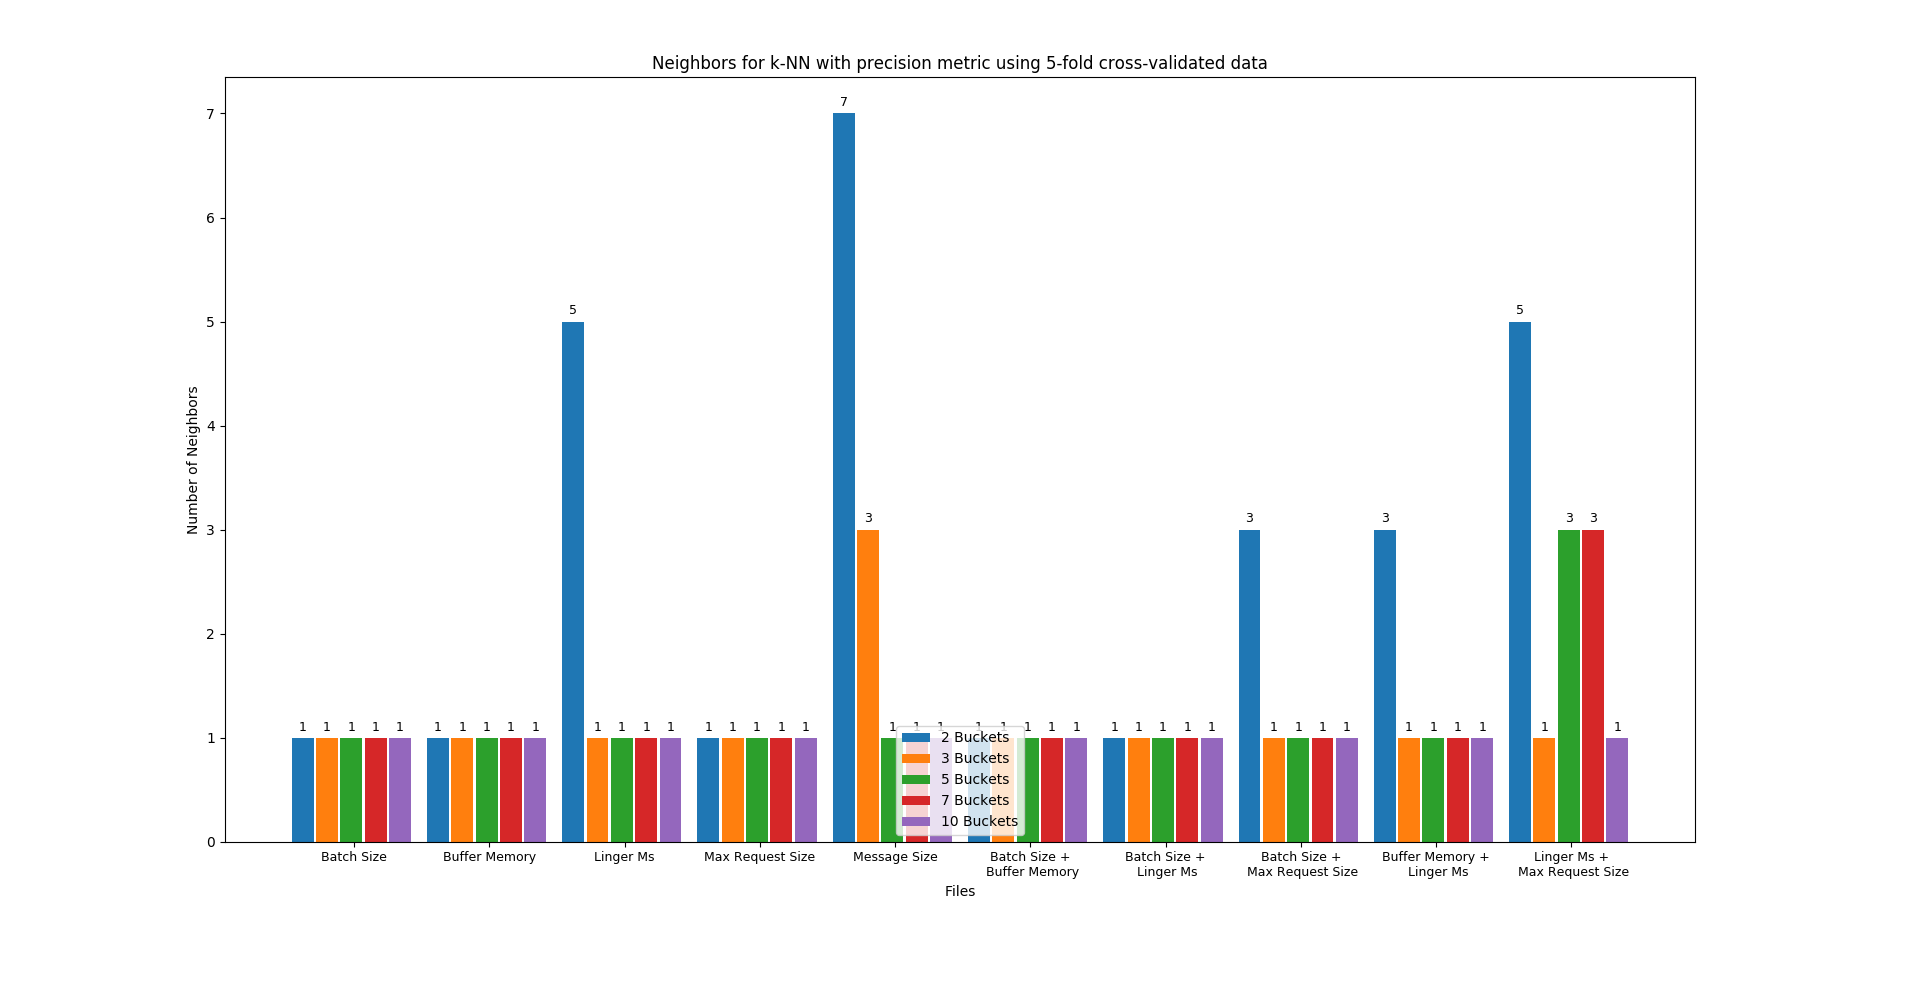 Neighbors for k-NN with precision metric using 5-fold cross-validated data
Number of Neighbors
7
6
5
4
3
2
1
0
1 1 1 1 1
1 1 1 1 1
5 1 1 1 1
1 1 1 1 1
7 3 1 1 1
1 1 1 1 1
1 1 1 1 1
3 1 1 1 1
3 1 1 1 1
5 1 3 3 1
2 Buckets
3 Buckets
5 Buckets
7 Buckets
10 Buckets
Batch Size
Buffer Memory
Linger Ms
Max Request Size
Message Size
Batch Size +
Buffer Memory
Batch Size +
Linger Ms
Batch Size +
Max Request Size
Buffer Memory +
Linger Ms
Linger Ms +
Max Request Size
Files